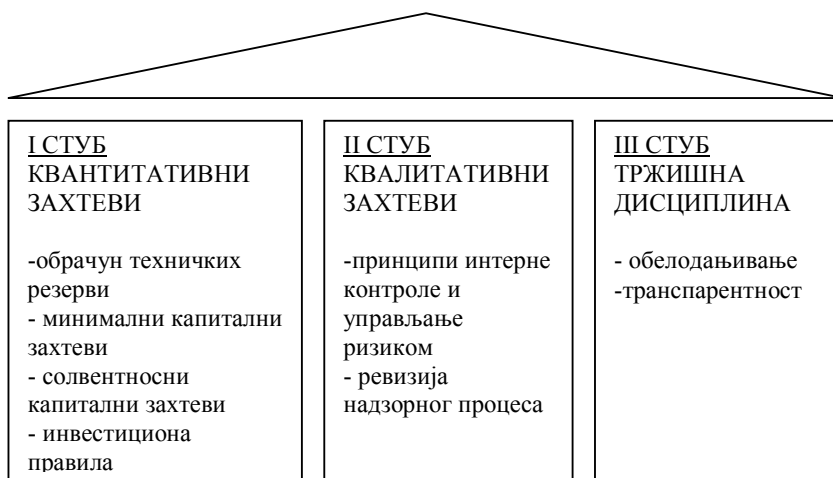 I СТУБ
КВАНТИТАТИВНИ
ЗАХТЕВИ
-обрачун техничких
резерви
- минимални капитални
захтеви
- солвентносни
капитални захтеви
- инвестициона
правила
II СТУБ
КВАЛИТАТИВНИ
ЗАХТЕВИ
-принципи интерне
контроле и
управљање
ризиком
- ревизија
надзорног процеса
III СТУБ
ТРЖИШНА
ДИСЦИПЛИНА
- обелодањивање
-транспарентност